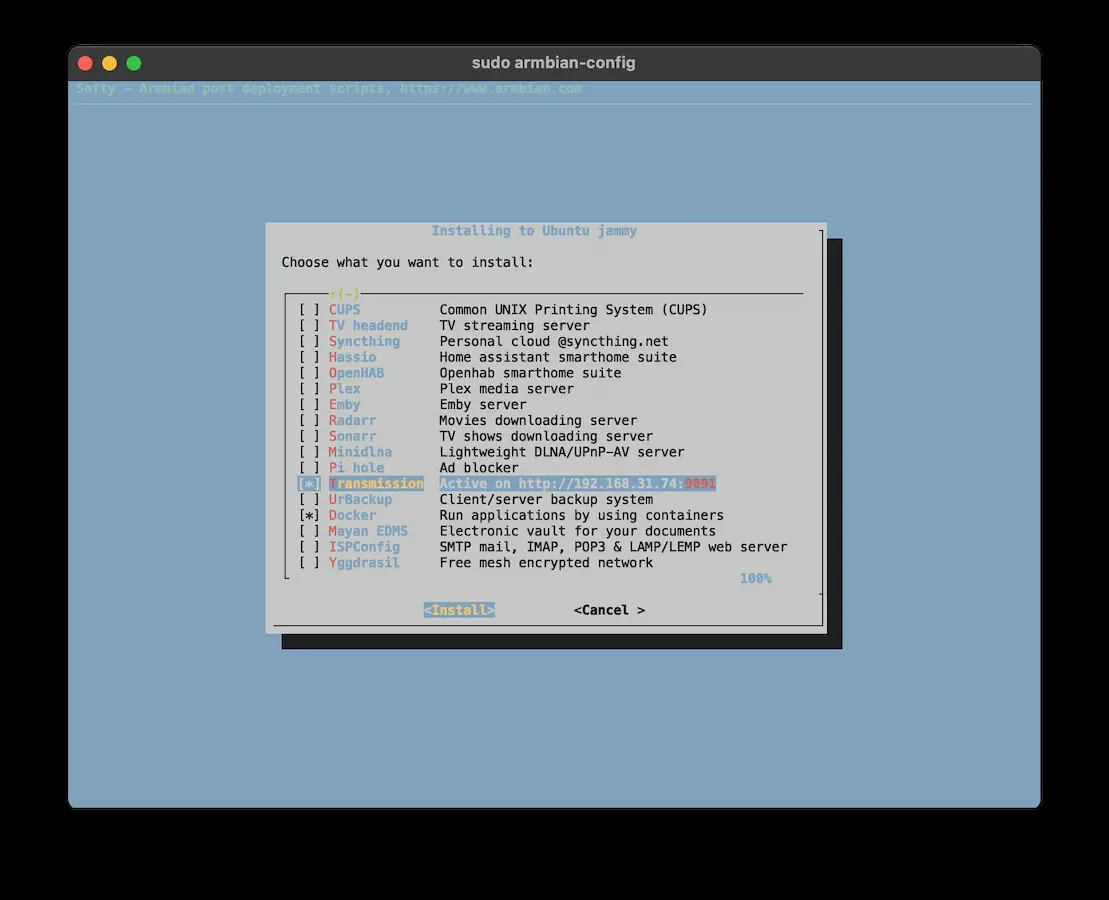 sudo armbian-config
Softy – Armbian post deployment scripts, https://www.armbian.com
Installing to Ubuntu jammy
Choose what you want to install:
(-)
[ ] CUPS Common UNIX Printing System (CUPS)
[ ] TV headend TV streaming server
[ ] Syncthing Personal cloud @syncthing.net
[ ] Hassio Home assistant smarthome suite
[ ] OpenHAB Openhab smarthome suite
[ ] Plex Plex media server
[ ] Emby Emby server
[ ] Radarr Movies downloading server
[ ] Sonarr TV shows downloading server
[ ] Minidlna Lightweight DLNA/UPnP-AV server
[ ] Pi hole Ad blocker
[*] Transmission Active on http://192.168.31.74:9091
[ ] UrBackup Client/server backup system
[*] Docker Run applications by using containers
[ ] Mayan EDMS Electronic vault for your documents
[ ] ISPConfig SMTP mail, IMAP, POP3 & LAMP/LEMP web server
[ ] Yggdrasil Free mesh encrypted network
100%
<Install> <Cancel >